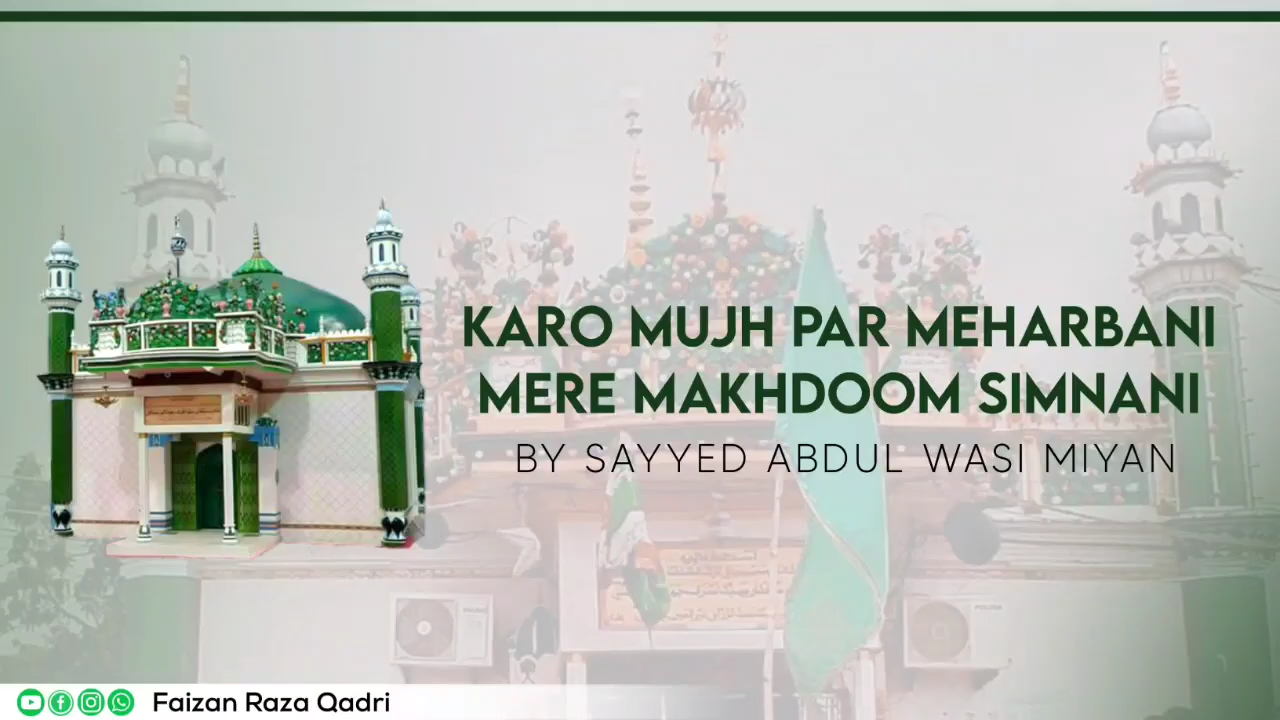 KARO MUJH PAR MEHARBANI
MERE MAKHDOOM SIMNANI
BY SAYYED ABDUL WASI MIYAN
Faizan Raza Qadri